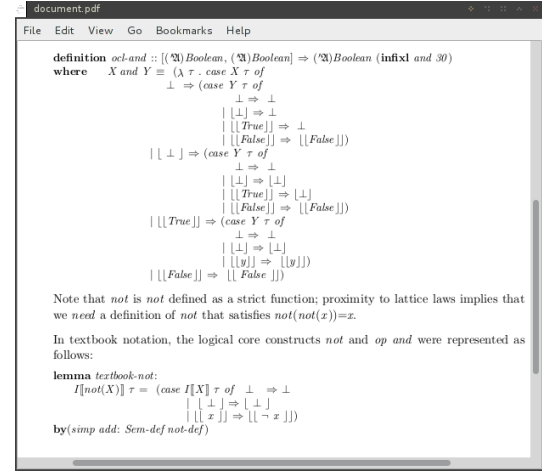 document.pdf
File Edit View Go Bookmarks Help
definition ocl-and :: [('𝔄)Boolean, ('𝔄)Boolean] ⇒ ('𝔄)Boolean (infixl and 30)
where X and Y ≡ (λ τ . case X τ of
⊥ ⇒ (case Y τ of
⊥ ⇒ ⊥
| ⌊⊥⌋ ⇒ ⊥
| ⌊⌊True⌋⌋ ⇒ ⊥
| ⌊⌊False⌋⌋ ⇒ ⌊⌊False⌋⌋)
| ⌊ ⊥ ⌋ ⇒ (case Y τ of
⊥ ⇒ ⊥
| ⌊⊥⌋ ⇒ ⌊⊥⌋
| ⌊⌊True⌋⌋ ⇒ ⌊⊥⌋
| ⌊⌊False⌋⌋ ⇒ ⌊⌊False⌋⌋)
| ⌊⌊True⌋⌋ ⇒ (case Y τ of
⊥ ⇒ ⊥
| ⌊⊥⌋ ⇒ ⌊⊥⌋
| ⌊⌊y⌋⌋ ⇒ ⌊⌊y⌋⌋)
| ⌊⌊False⌋⌋ ⇒ ⌊⌊ False ⌋⌋)
Note that not is not defined as a strict function; proximity to lattice laws implies that
we need a definition of not that satisfies not(not(x))=x.
In textbook notation, the logical core constructs not and op and were represented as
follows:
lemma textbook-not:
I⟦not(X)⟧ τ = (case I⟦X⟧ τ of ⊥ ⇒ ⊥
| ⌊ ⊥ ⌋ ⇒ ⌊ ⊥ ⌋
| ⌊⌊ x ⌋⌋ ⇒ ⌊⌊ ¬ x ⌋⌋)
by(simp add: Sem-def not-def)